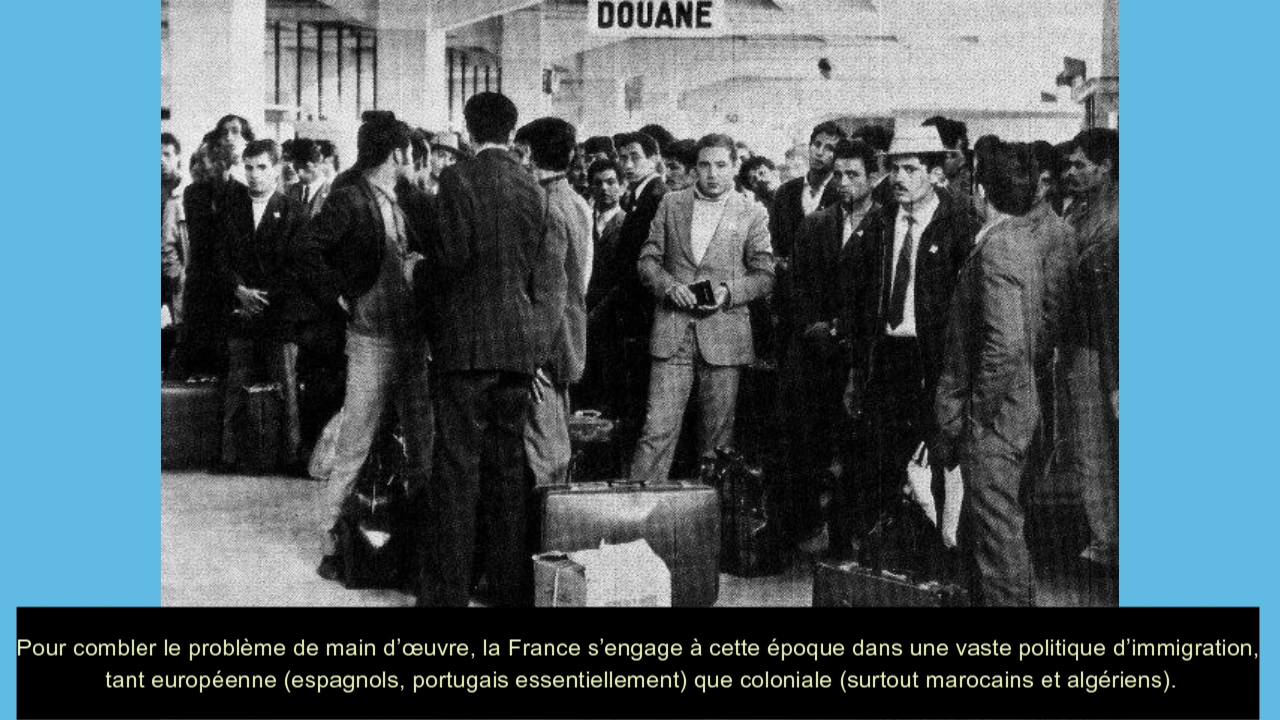 DOUANE
Pour combler le problème de main d’œuvre, la France s’engage à cette époque dans une vaste politique d’immigration,
tant européenne (espagnols, portugais essentiellement) que coloniale (surtout marocains et algériens).